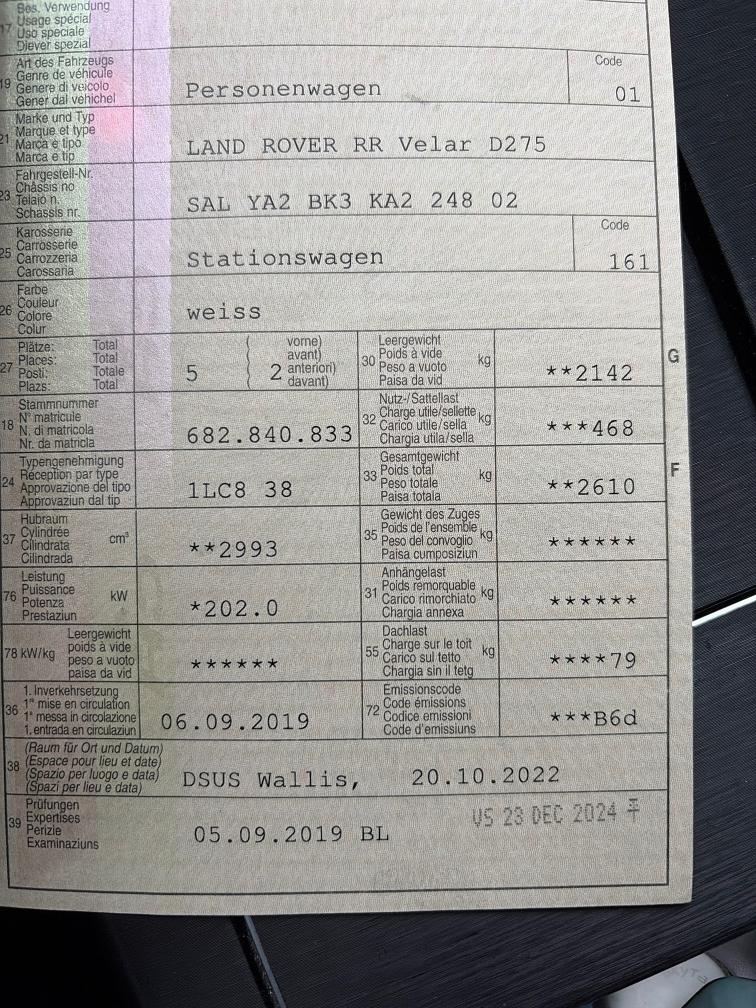 Bes. Verwendung
17 Usage spécial
Uso speciale
Diever spezial
Art des Fahrzeugs
19 Genre de véhicule
Genere di veicolo
Gener dal vehichel
Personenwagen
Code
01
Marke und Typ
21 Marque et type
Marca e tipo
Marca e tip
LAND ROVER RR Velar D275
Fahrgestell-Nr.
23 Châssis no
Telaio n.
Schassis nr.
SAL YA2 BK3 KA2 248 02
Karosserie
25 Carrosserie
Carrozzeria
Carossaria
Stationswagen
Code
161
Farbe
26 Couleur
Colore
Colur
weiss
Plätze: Total
27 Places: Total
Posti: Totale
Plazs: Total
5
( vorne)
( avant)
( 2 anteriori)
( davant)
Leergewicht
30 Poids à vide kg
Peso a vuoto
Paisa da vid
**2142
G
Stammnummer
18 N° matricule
N. di matricola
Nr. da matricla
682.840.833
Nutz-/Sattellast
32 Charge utile/sellette kg
Carico utile/sella
Chargia utila/sella
***468
Typengenehmigung
24 Réception par type
Approvazione del tipo
Approvaziun dal tip
1LC8 38
Gesamtgewicht
33 Poids total kg
Peso totale
Paisa totala
**2610
F
Hubraum
37 Cylindrée cm³
Cilindrata
Cilindrada
**2993
Gewicht des Zuges
35 Poids de l'ensemble kg
Peso del convoglio
Paisa cumposiziun
******
Leistung
76 Puissance kW
Potenza
Prestaziun
*202.0
Anhängelast
31 Poids remorquable kg
Carico rimorchiato
Chargia annexa
******
Leergewicht
78 kW/kg poids à vide
peso a vuoto
paisa da vid
******
Dachlast
55 Charge sur le toit kg
Carico sul tetto
Chargia sin il tetg
****79
1. Inverkehrsetzung
36 1re mise en circulation
1a messa in circolazione
1. entrada en circulaziun
06.09.2019
Emissionscode
72 Code émissions
Codice emissioni
Code d'emissiuns
***B6d
(Raum für Ort und Datum)
38 (Espace pour lieu et date)
(Spazio per luogo e data)
(Spazi per lieu e data)
DSUS Wallis, 20.10.2022
Prüfungen
39 Expertises
Perizie
Examinaziuns
05.09.2019 BL
VS 23 DEC 2024